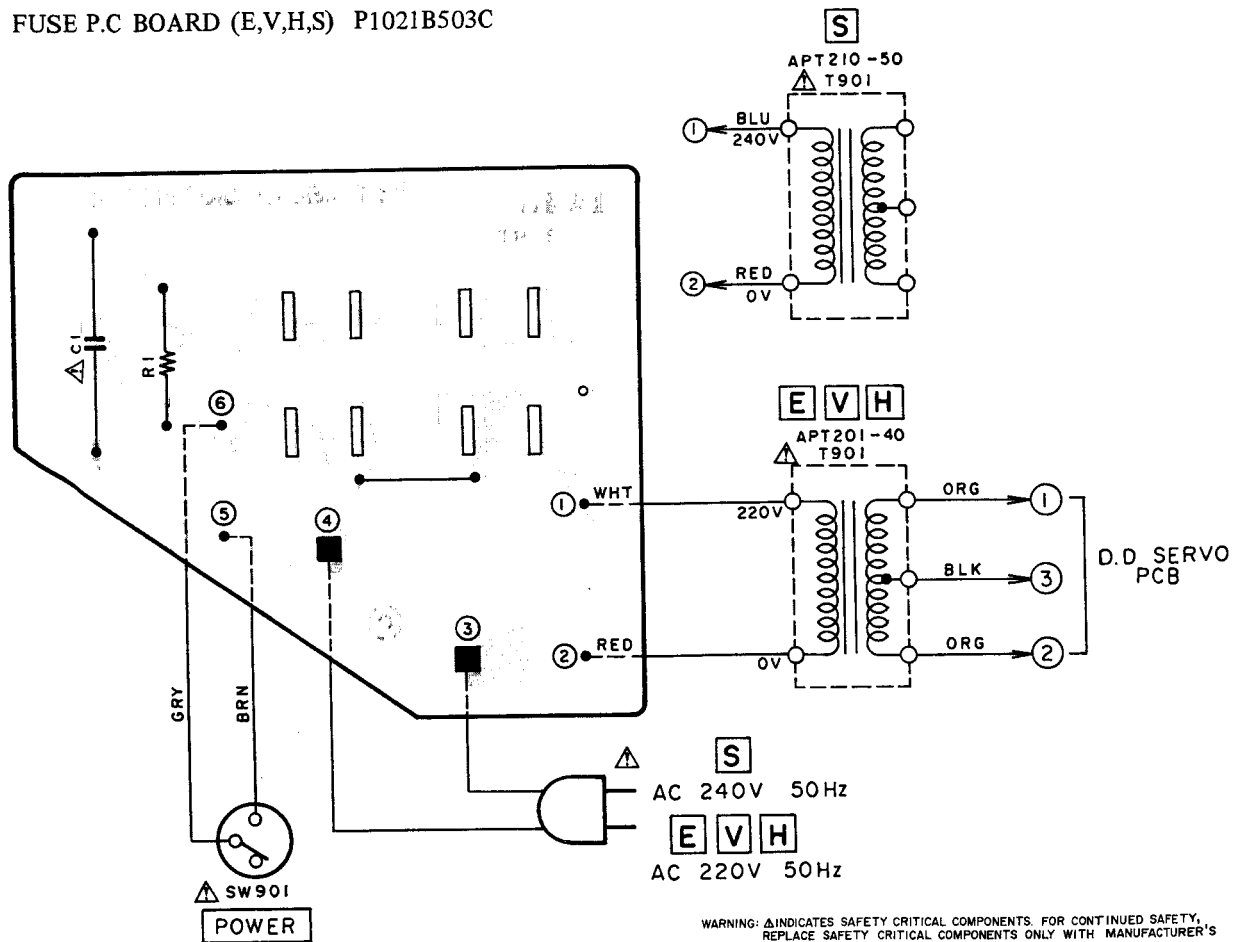 FUSE P.C BOARD (E,V,H,S) P1021B503C
S
APT210-50
⚠ T901
① BLU
240V
② RED
0V
⚠ C1
R1
⑥
⑤
④
③
① WHT
② RED
GRY
BRN
E V H
APT201-40
⚠ T901
220V
0V
ORG ①
BLK ③
ORG ②
D.D SERVO
PCB
⚠ S
AC 240V 50Hz
E V H
AC 220V 50Hz
⚠ SW901
POWER
WARNING: ⚠INDICATES SAFETY CRITICAL COMPONENTS. FOR CONTINUED SAFETY,
REPLACE SAFETY CRITICAL COMPONENTS ONLY WITH MANUFACTURER'S